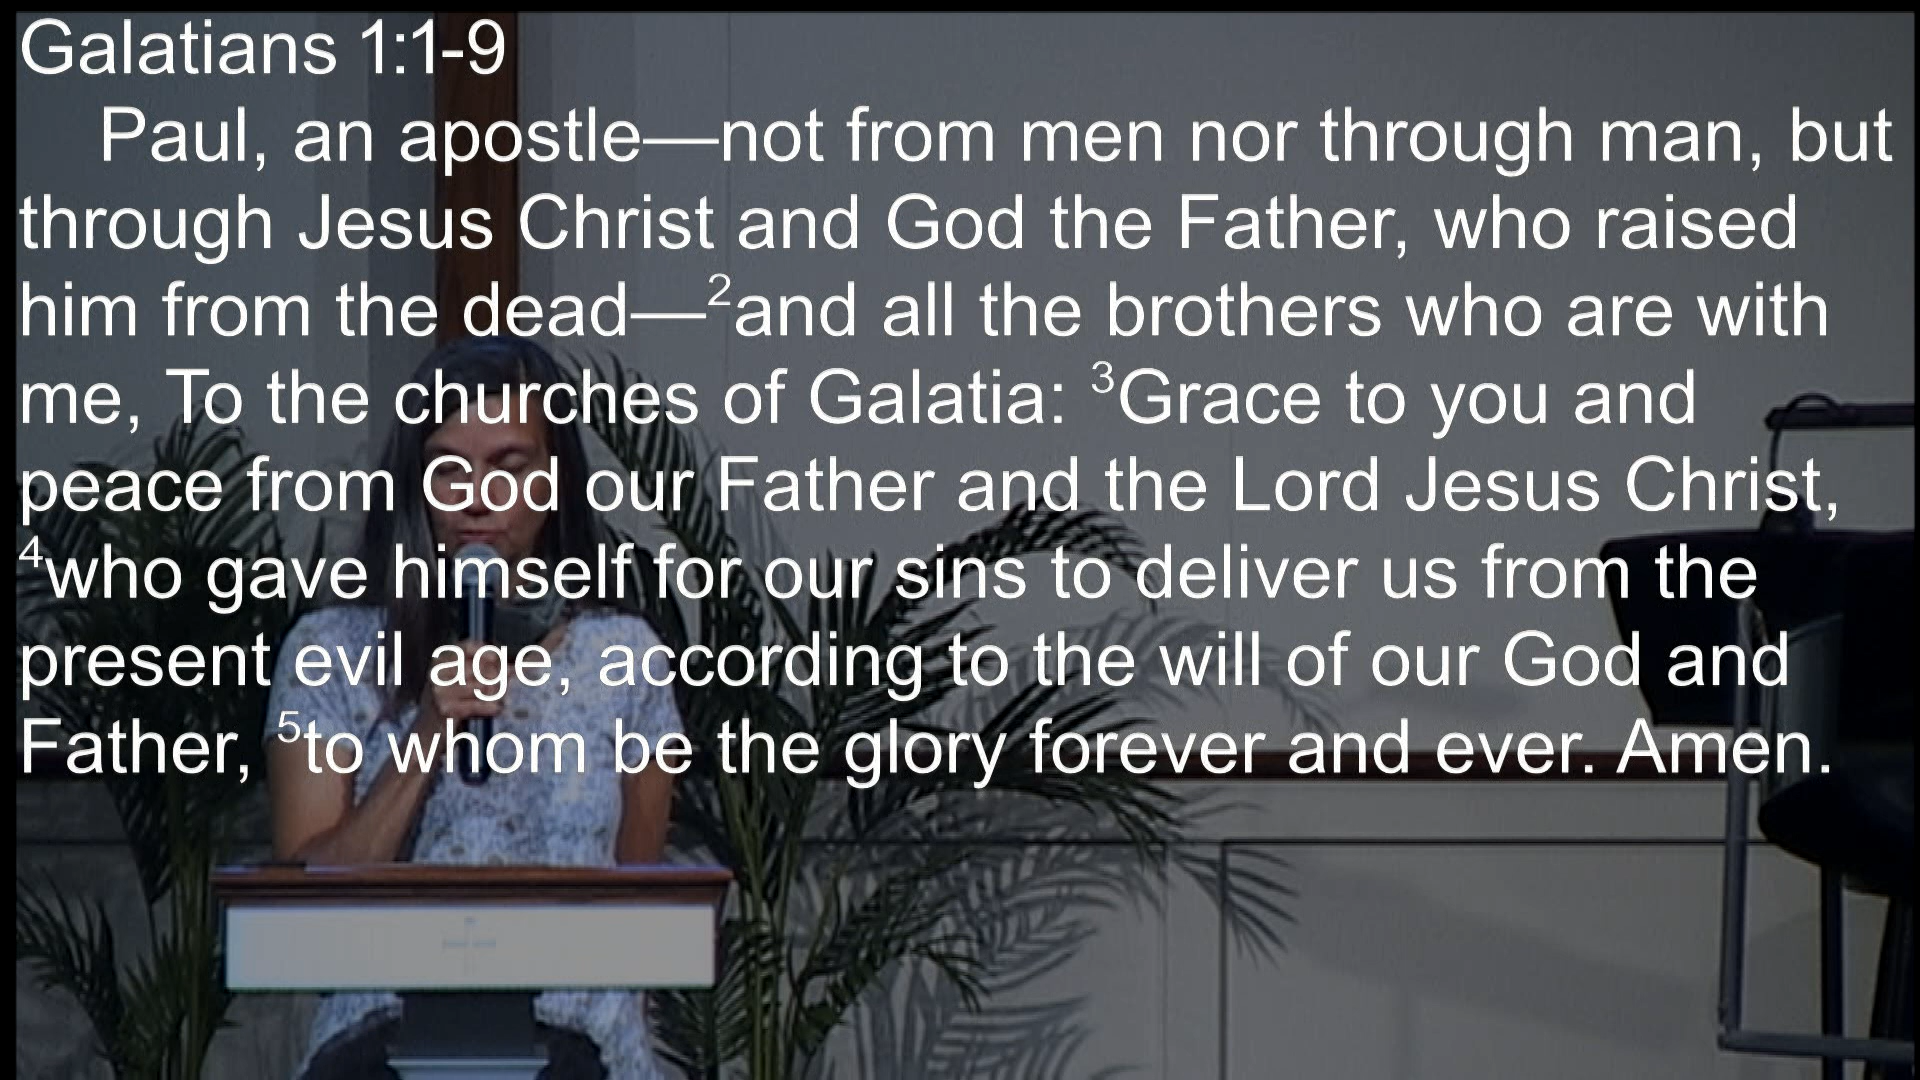 Galatians 1:1-9
Paul, an apostle—not from men nor through man, but
through Jesus Christ and God the Father, who raised
him from the dead—²and all the brothers who are with
me, To the churches of Galatia: ³Grace to you and
peace from God our Father and the Lord Jesus Christ,
⁴who gave himself for our sins to deliver us from the
present evil age, according to the will of our God and
Father, ⁵to whom be the glory forever and ever. Amen.